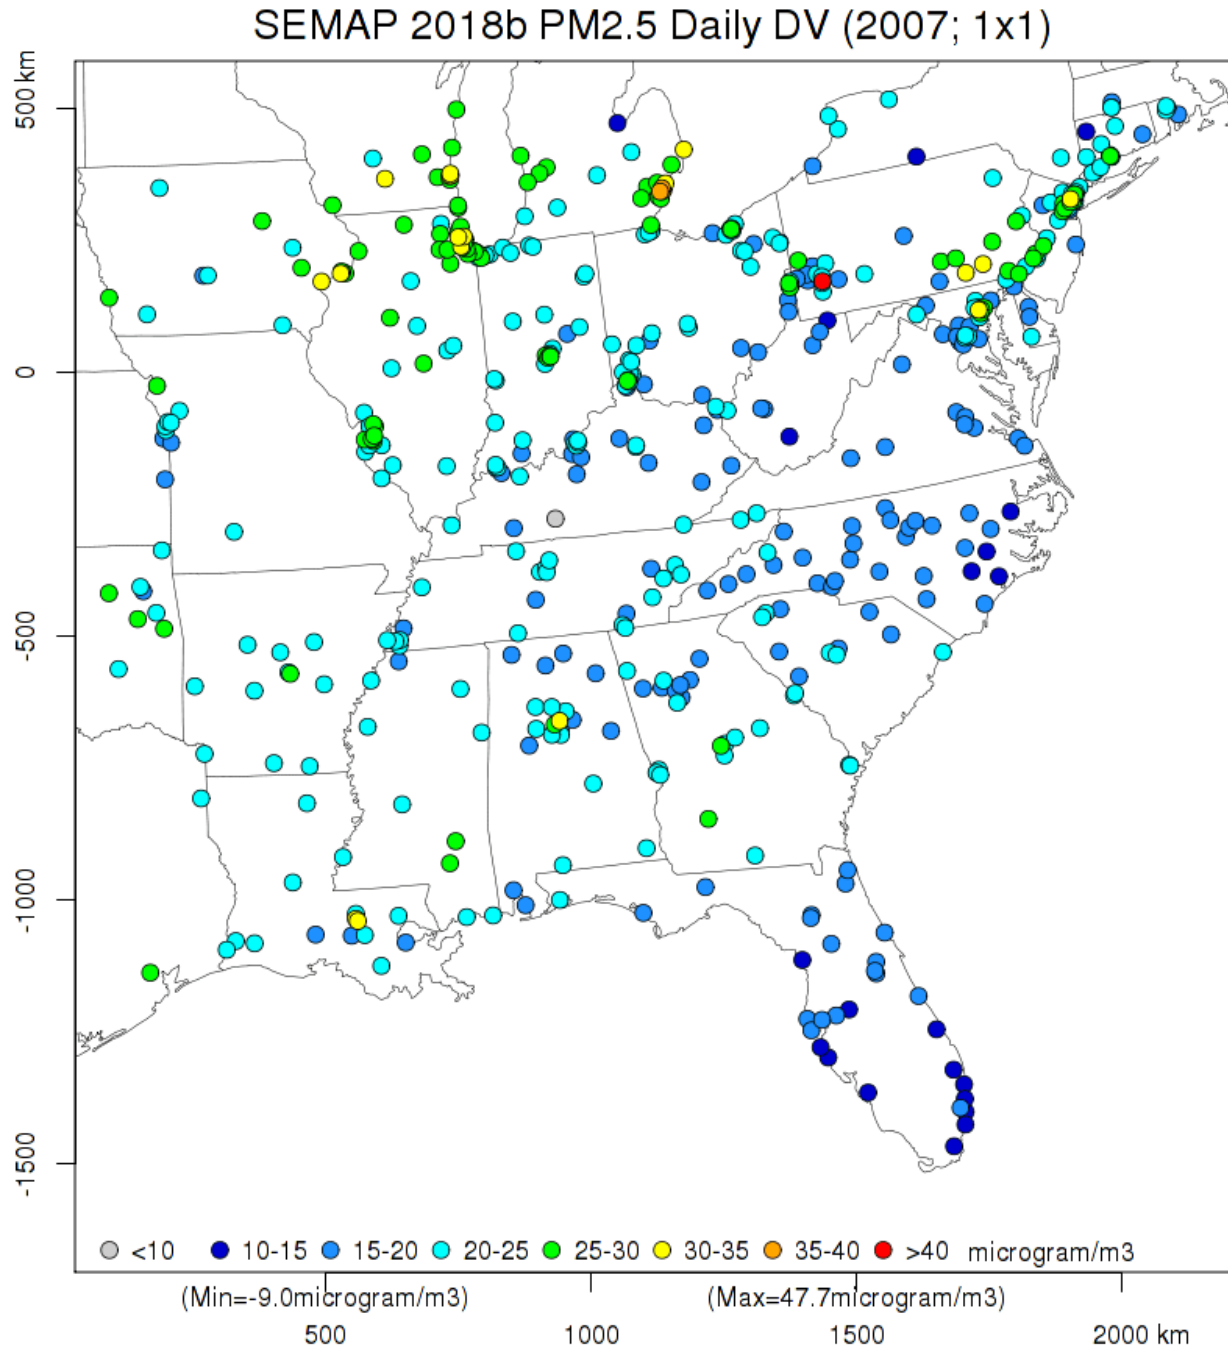 SEMAP 2018b PM2.5 Daily DV (2007; 1x1)
500 km
0
-500
-1000
-1500
<10 10-15 15-20 20-25 25-30 30-35 35-40 >40 microgram/m3
(Min=-9.0microgram/m3) (Max=47.7microgram/m3)
500 1000 1500 2000 km